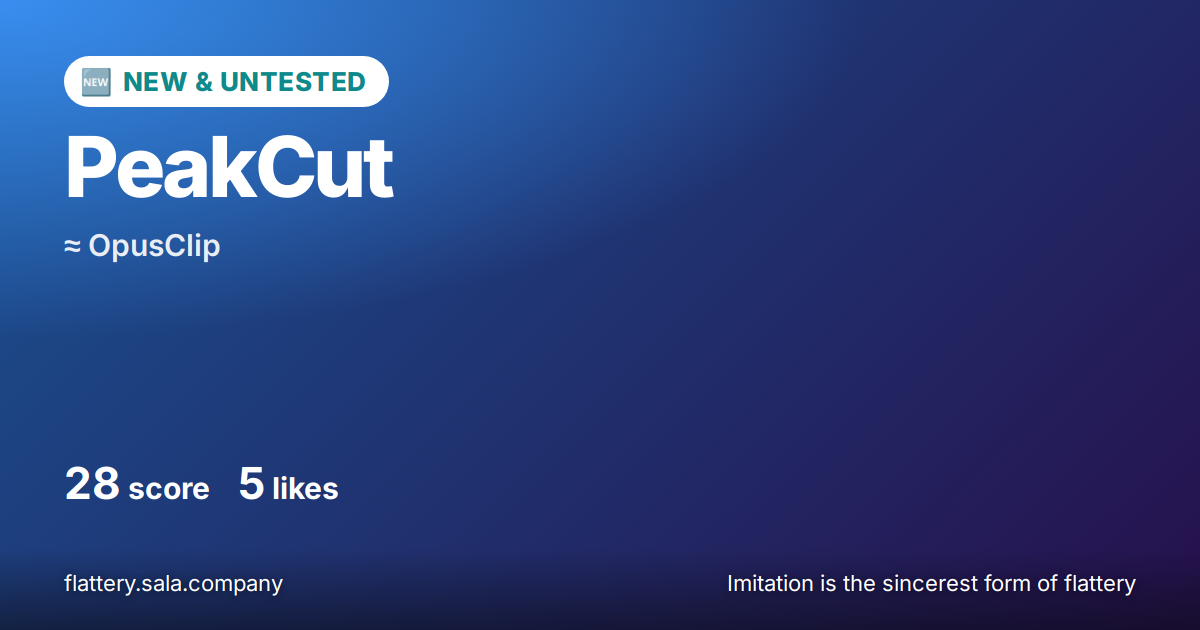 🆕 NEW & UNTESTED
PeakCut
≈ OpusClip
28 score 5 likes
flattery.sala.company
Imitation is the sincerest form of flattery